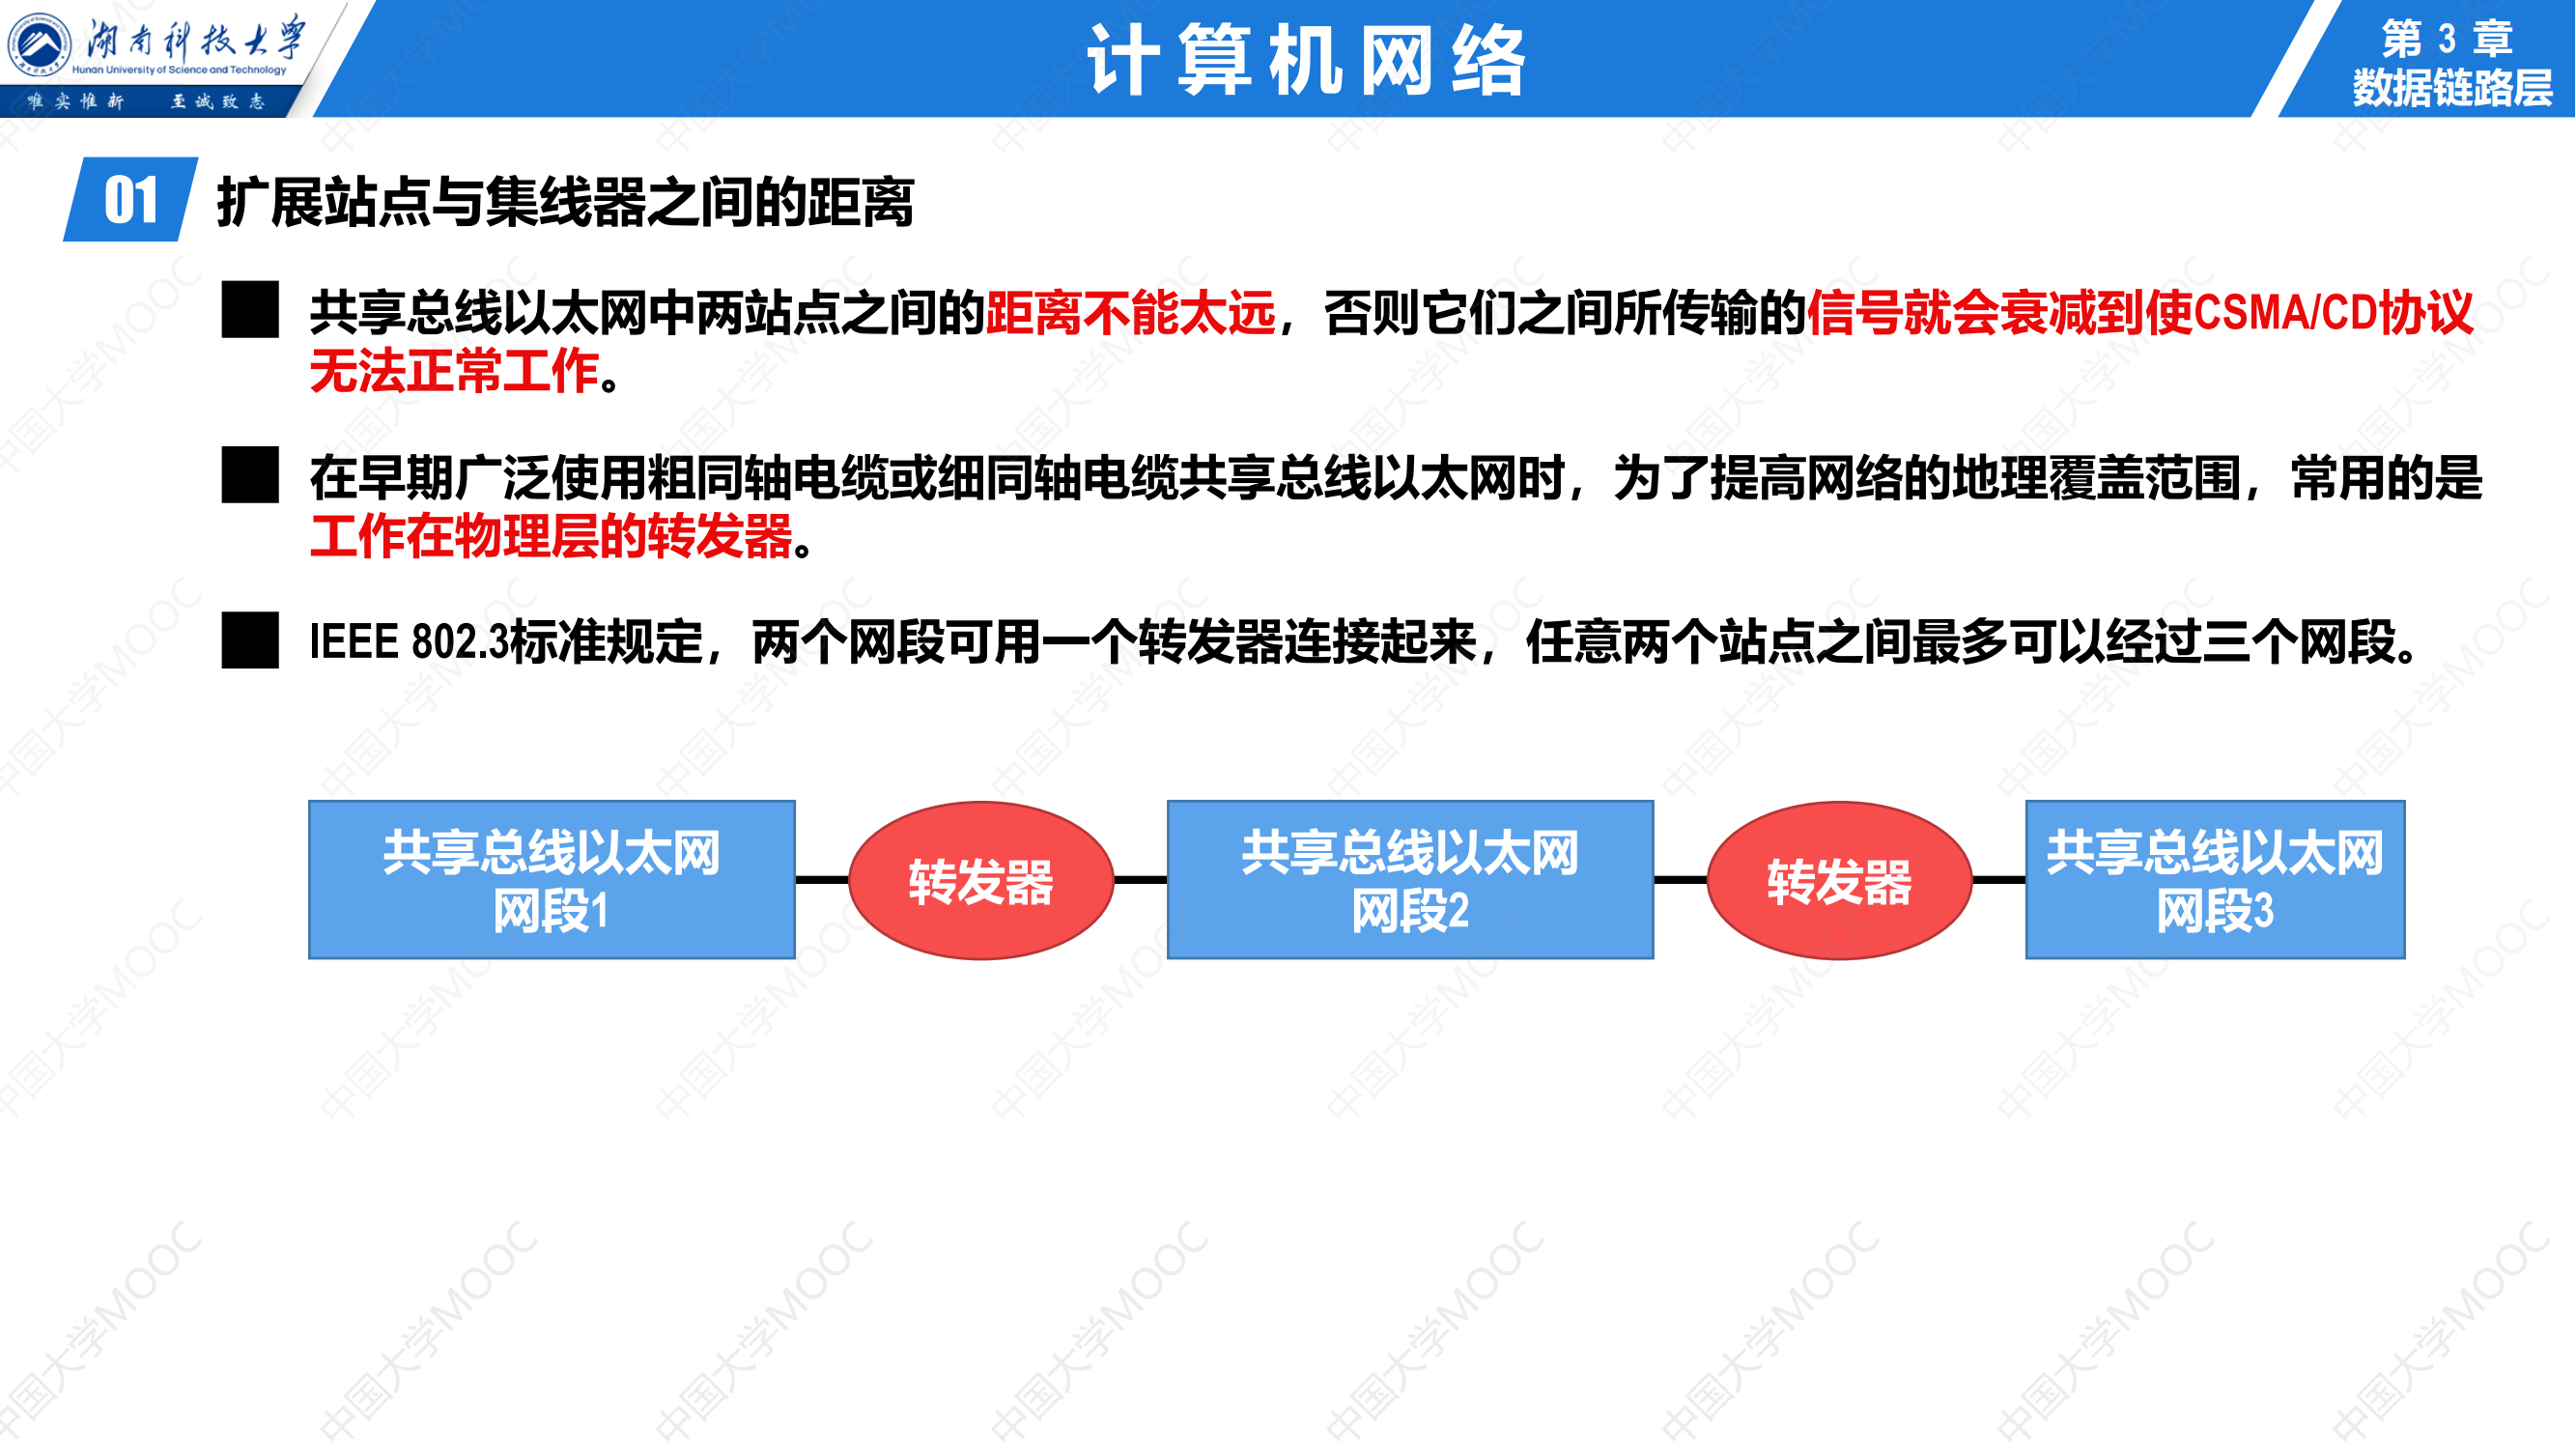 湖南科技大学
Hunan University of Science and Technology
唯实惟新 至诚致志
计算机网络
第 3 章
数据链路层
01 扩展站点与集线器之间的距离
共享总线以太网中两站点之间的距离不能太远，否则它们之间所传输的信号就会衰减到使CSMA/CD协议
无法正常工作。
在早期广泛使用粗同轴电缆或细同轴电缆共享总线以太网时，为了提高网络的地理覆盖范围，常用的是
工作在物理层的转发器。
IEEE 802.3标准规定，两个网段可用一个转发器连接起来，任意两个站点之间最多可以经过三个网段。
共享总线以太网
网段1
转发器
共享总线以太网
网段2
转发器
共享总线以太网
网段3
中国大学MOOC